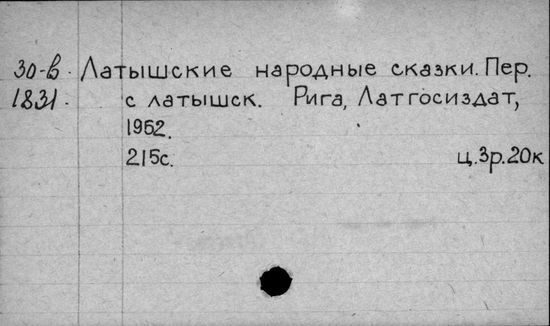 30-в Латышские народные сказки. Пер.
1831. с латышск. Рига, Латгосиздат,
1952.
215с. ц.3р.20к